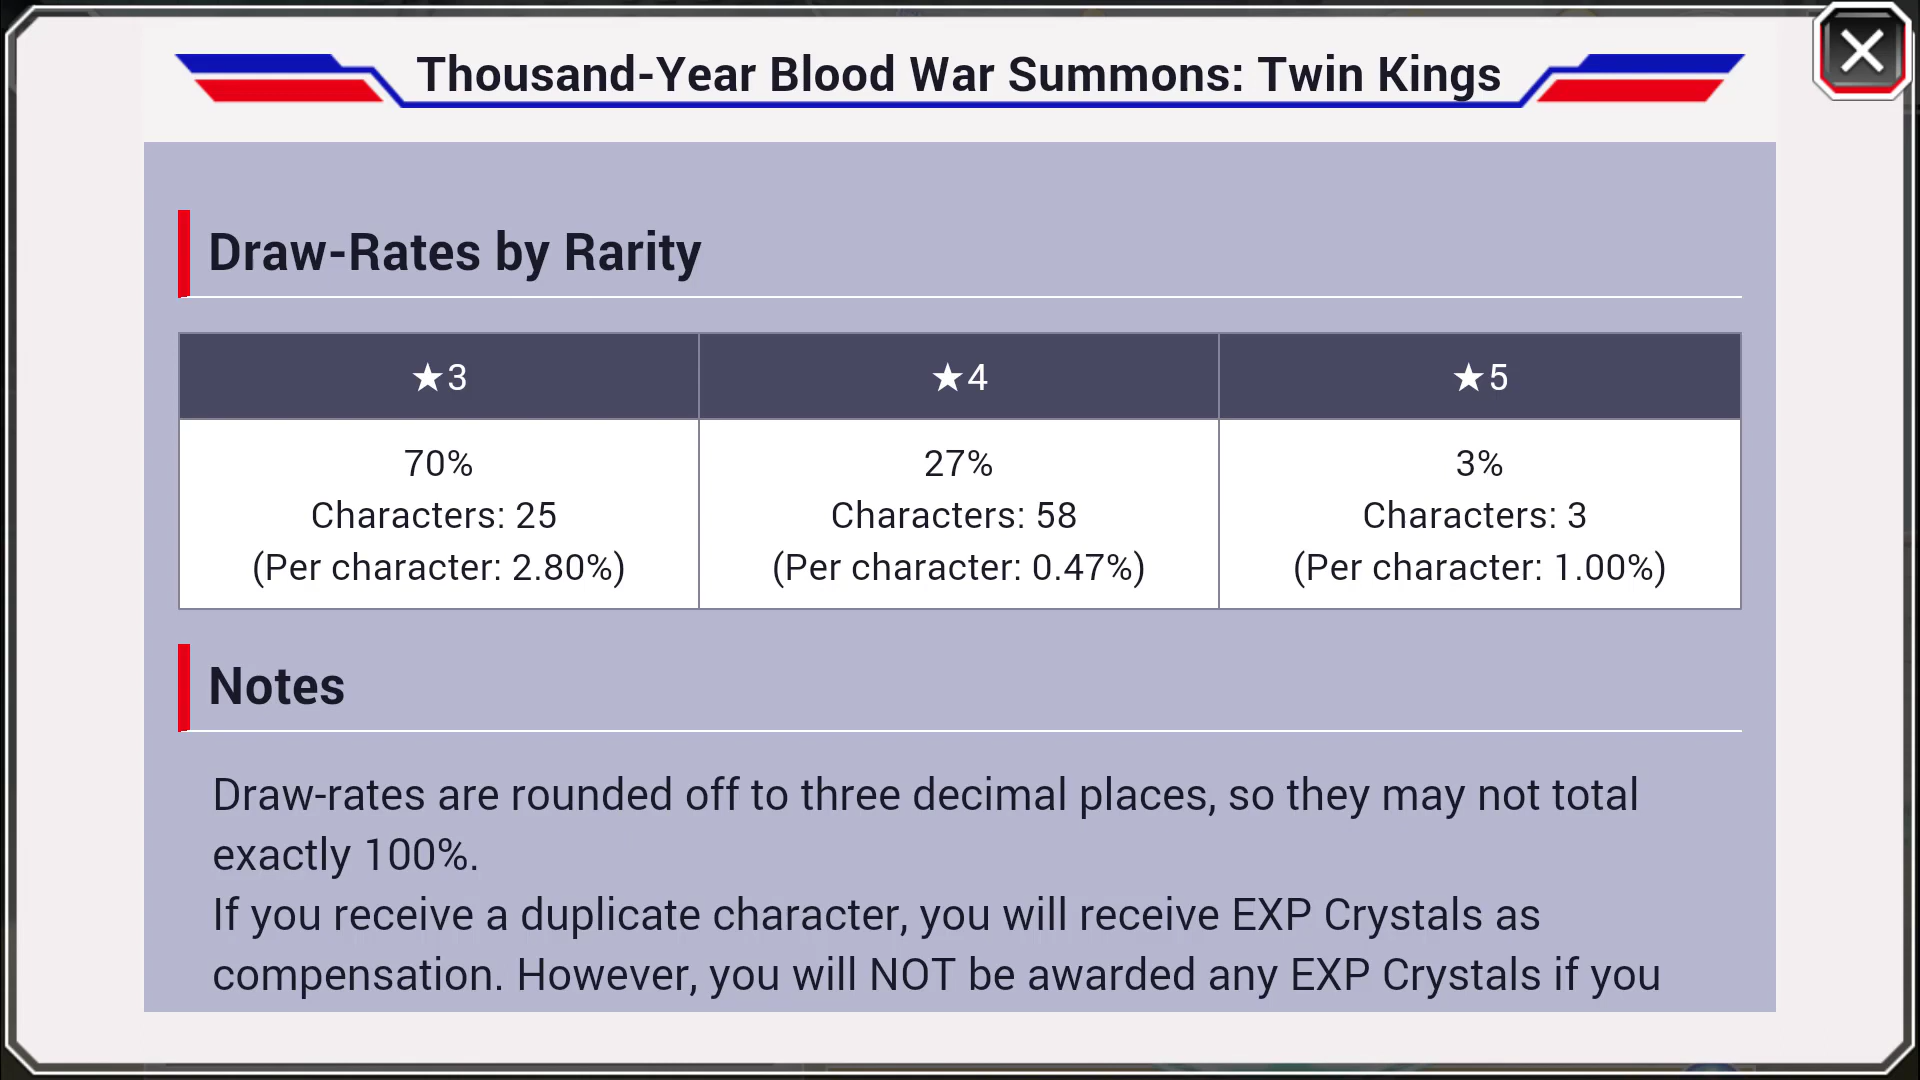 Thousand-Year Blood War Summons: Twin Kings
Draw-Rates by Rarity
★3 ★4 ★5
70% 27% 3%
Characters: 25 Characters: 58 Characters: 3
(Per character: 2.80%) (Per character: 0.47%) (Per character: 1.00%)
Notes
Draw-rates are rounded off to three decimal places, so they may not total
exactly 100%.
If you receive a duplicate character, you will receive EXP Crystals as
compensation. However, you will NOT be awarded any EXP Crystals if you